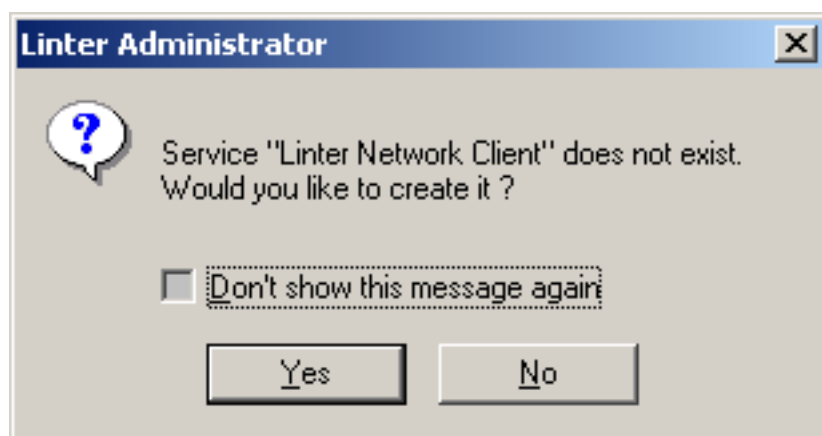 Linter Administrator
Service "Linter Network Client" does not exist.
Would you like to create it ?
Don't show this message again
Yes
No